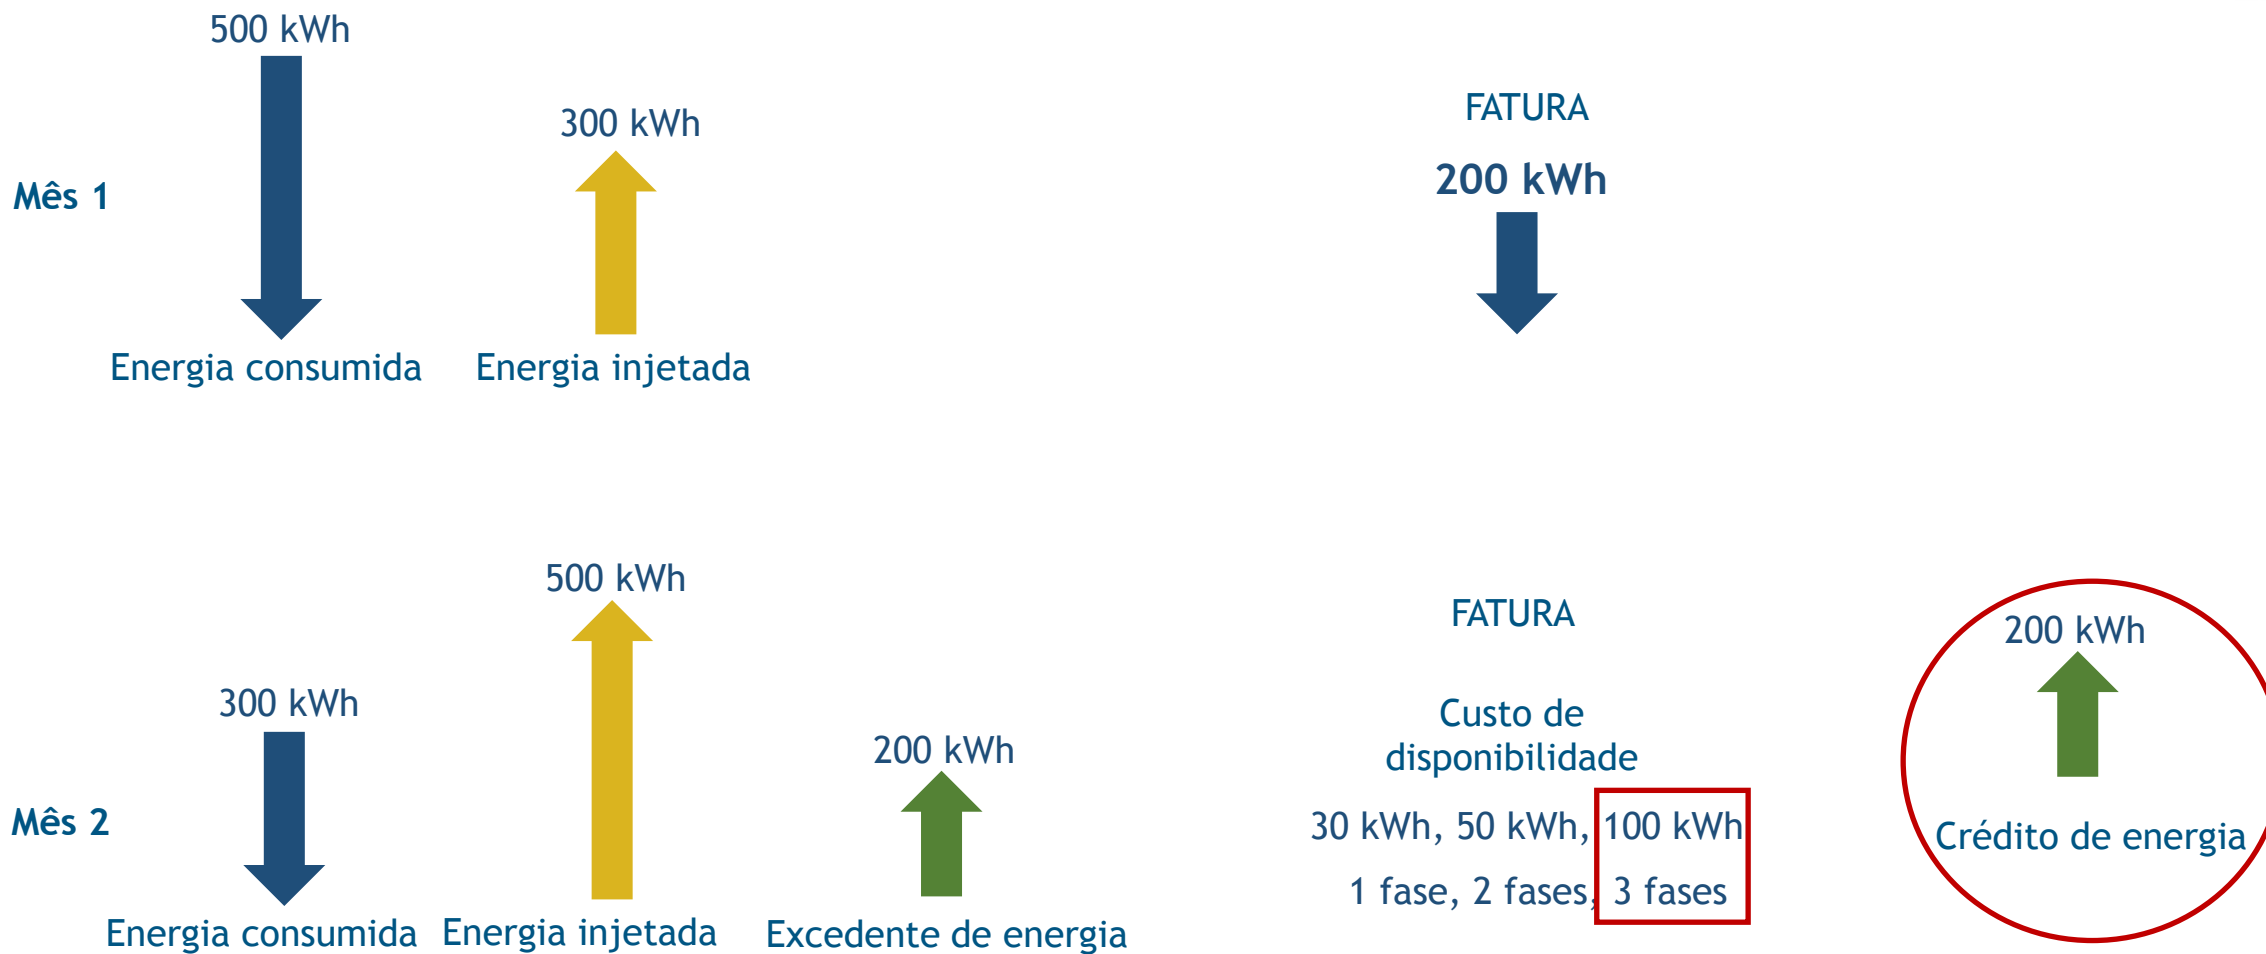 500 kWh
300 kWh
Mês 1
Energia consumida
Energia injetada
FATURA
200 kWh
500 kWh
300 kWh
200 kWh
Mês 2
Energia consumida
Energia injetada
Excedente de energia
FATURA
Custo de
disponibilidade
30 kWh, 50 kWh, 100 kWh
1 fase, 2 fases, 3 fases
200 kWh
Crédito de energia